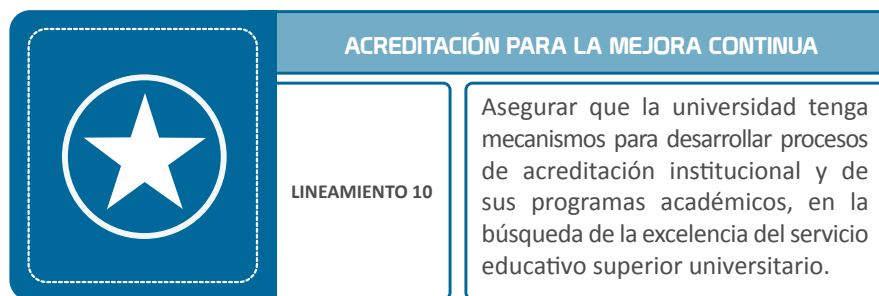 ACREDITACIÓN PARA LA MEJORA CONTINUA
LINEAMIENTO 10
Asegurar que la universidad tenga
mecanismos para desarrollar procesos
de acreditación institucional y de
sus programas académicos, en la
búsqueda de la excelencia del servicio
educativo superior universitario.